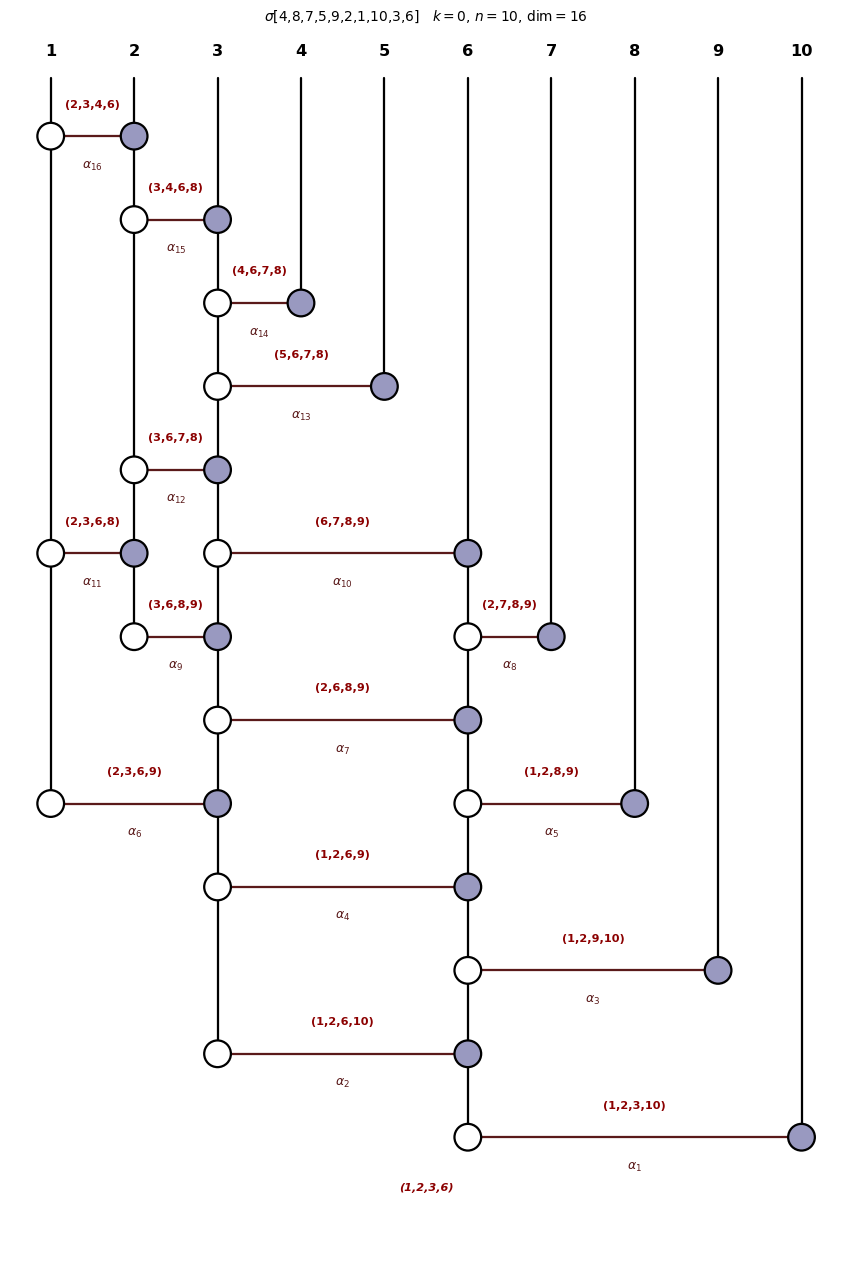 σ[4,8,7,5,9,2,1,10,3,6]   k=0, n=10, dim=16
1 2 3 4 5 6 7 8 9 10
(2,3,4,6)
α₁₆
(3,4,6,8)
α₁₅
(4,6,7,8)
α₁₄
(5,6,7,8)
α₁₃
(3,6,7,8)
α₁₂
(2,3,6,8) (6,7,8,9)
α₁₁ α₁₀
(3,6,8,9) (2,7,8,9)
α₉ α₈
(2,6,8,9)
α₇
(2,3,6,9) (1,2,8,9)
α₆ α₅
(1,2,6,9)
α₄
(1,2,9,10)
α₃
(1,2,6,10)
α₂
(1,2,3,10)
α₁
(1,2,3,6)